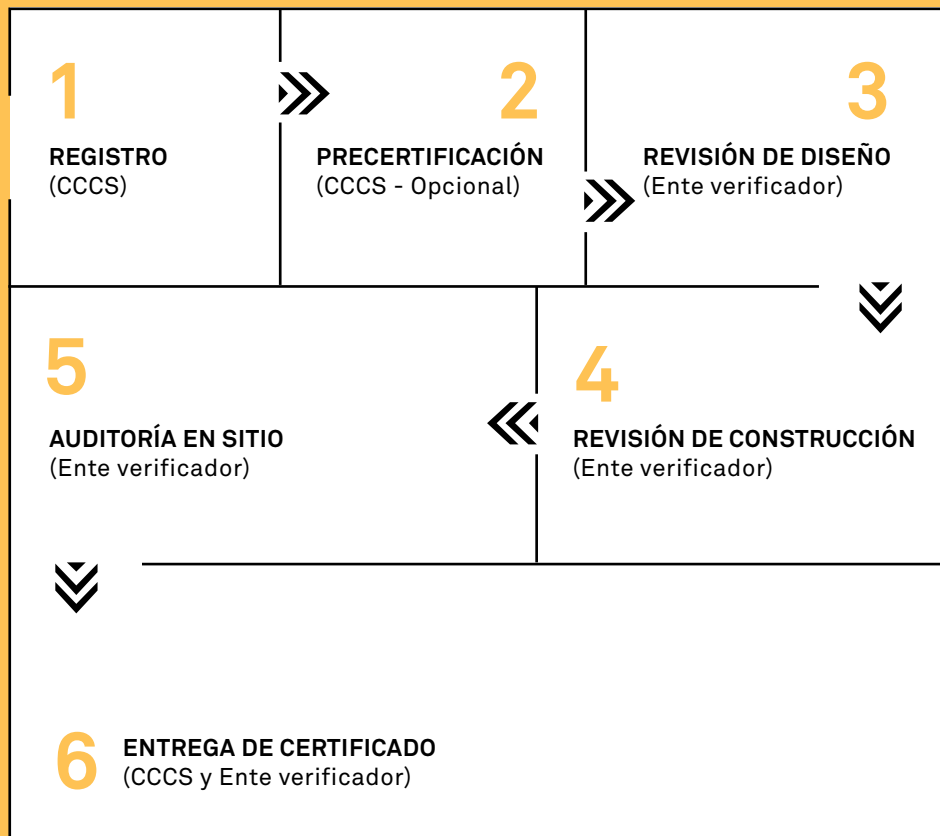 1
REGISTRO
(CCCS)
2
PRECERTIFICACIÓN
(CCCS - Opcional)
3
REVISIÓN DE DISEÑO
(Ente verificador)
4
REVISIÓN DE CONSTRUCCIÓN
(Ente verificador)
5
AUDITORÍA EN SITIO
(Ente verificador)
6
ENTREGA DE CERTIFICADO
(CCCS y Ente verificador)